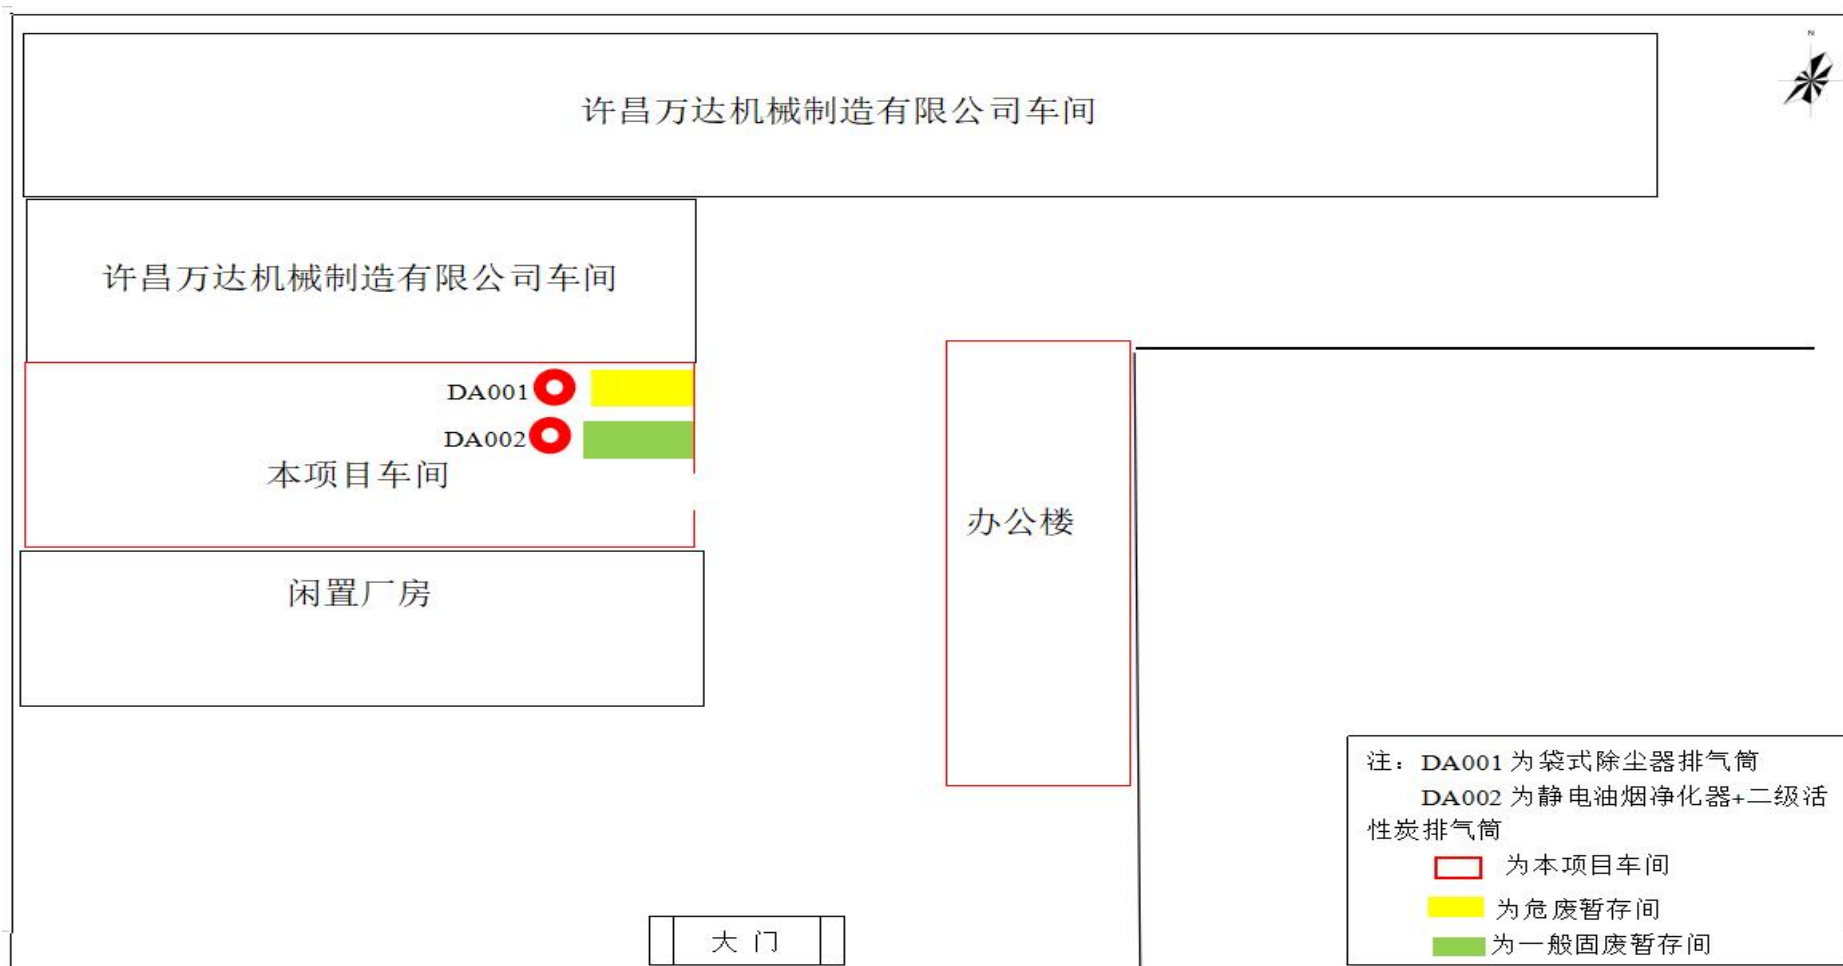 N
许昌万达机械制造有限公司车间
许昌万达机械制造有限公司车间
DA001
DA002
本项目车间
办公楼
闲置厂房
注：DA001 为袋式除尘器排气筒
DA002 为静电油烟净化器+二级活
性炭排气筒
为本项目车间
为危废暂存间
为一般固废暂存间
大 门